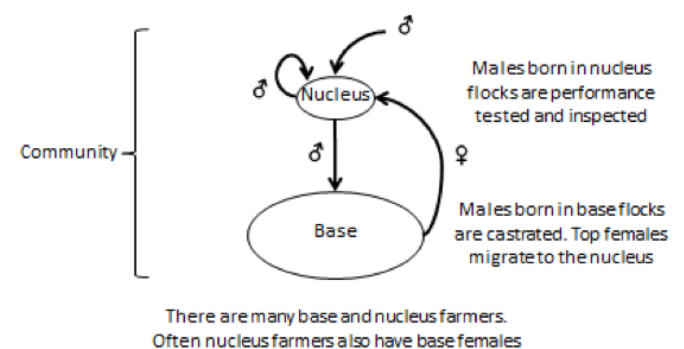 Nucleus
Males born in nucleus
flocks are performance
tested and inspected
Community
Base
Males born in base flocks
are castrated. Top females
migrate to the nucleus
There are many base and nucleus farmers.
Often nucleus farmers also have base females